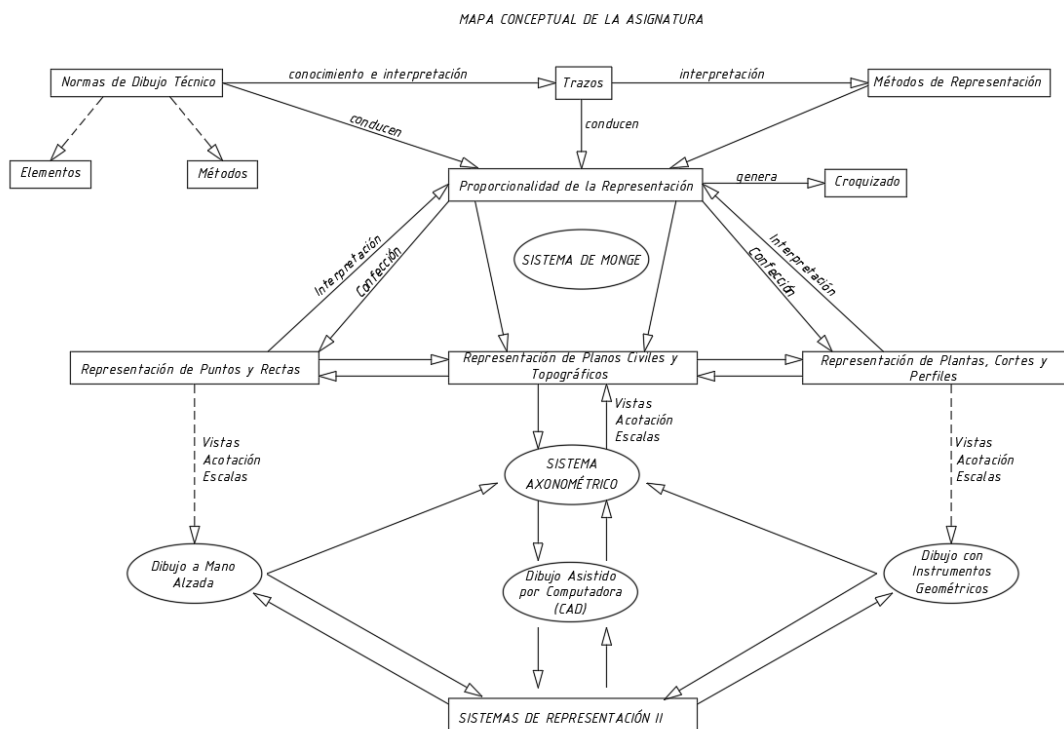 MAPA CONCEPTUAL DE LA ASIGNATURA
Normas de Dibujo Técnico
conocimiento e interpretación
Trazos
interpretación
Métodos de Representación
conducen
conducen
Elementos
Métodos
Proporcionalidad de la Representación
genera
Croquizado
Interpretación
Confección
SISTEMA DE MONGE
Confección
Interpretación
Representación de Puntos y Rectas
Representación de Planos Civiles y
Topográficos
Representación de Plantas, Cortes y
Perfiles
Vistas
Acotación
Escalas
Vistas
Acotación
Escalas
Vistas
Acotación
Escalas
SISTEMA
AXONOMÉTRICO
Dibujo a Mano
Alzada
Dibujo Asistido
por Computadora
(CAD)
Dibujo con
Instrumentos
Geométricos
SISTEMAS DE REPRESENTACIÓN II